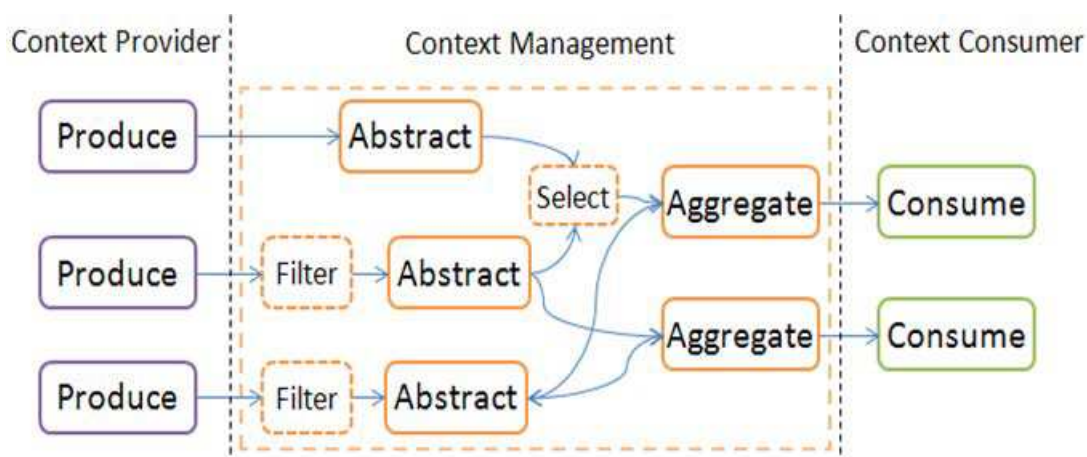 Context Provider
Context Management
Context Consumer
Produce
Abstract
Select
Aggregate
Consume
Produce
Filter
Abstract
Aggregate
Consume
Produce
Filter
Abstract